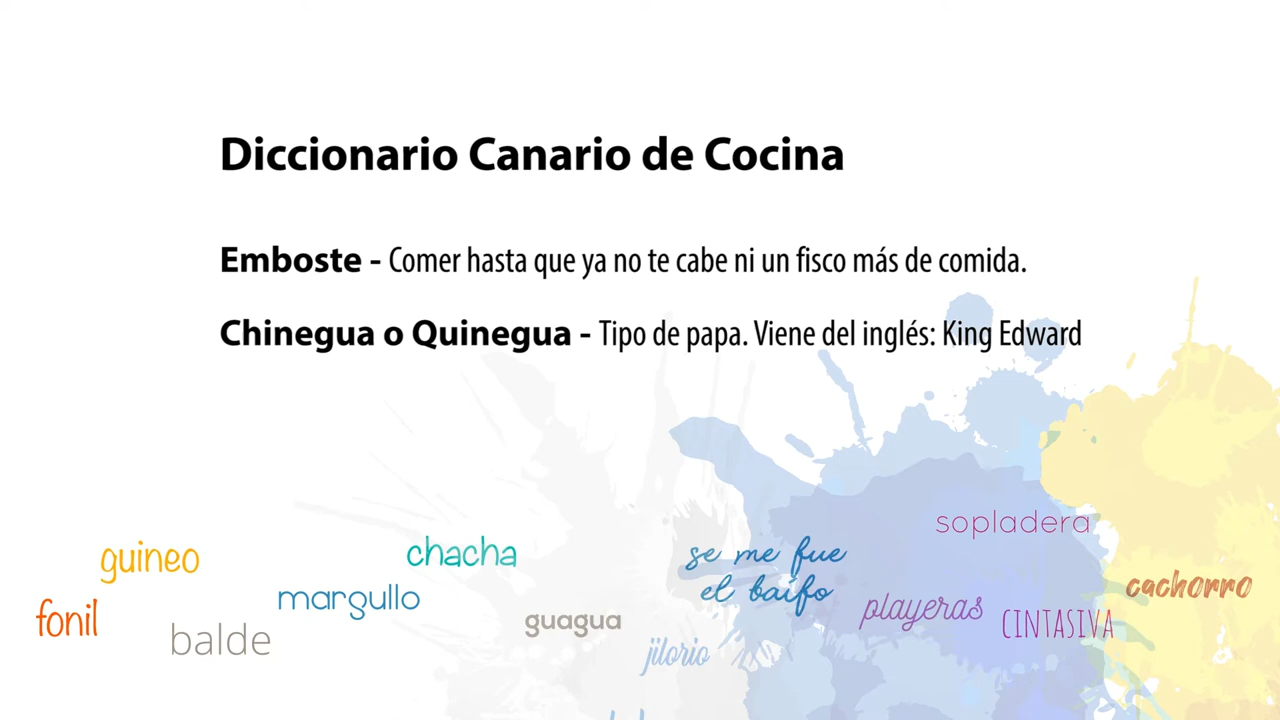 Diccionario Canario de Cocina
Emboste - Comer hasta que ya no te cabe ni un fisco más de comida.
Chinegua o Quinegua - Tipo de papa. Viene del inglés: King Edward
sopladera
guineo
chacha
se me fue
el baifo
cachorro
margullo
playeras
fonil
balde
guagua
CINTASIVA
jilorio